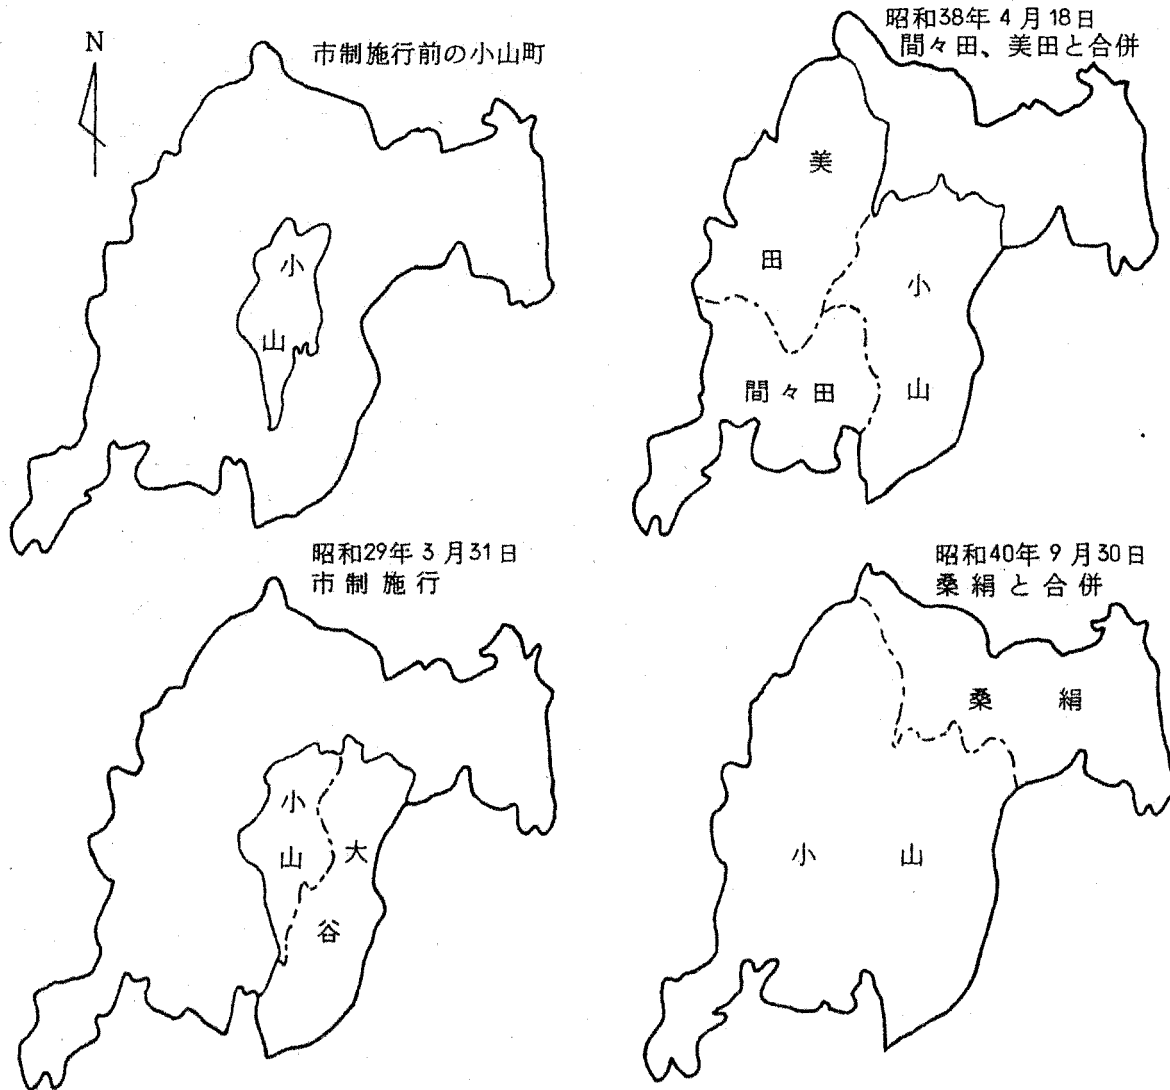 N
市制施行前の小山町
小
山
昭和38年4月18日
間々田、美田と合併
美
田
小
山
間々田
昭和29年3月31日
市制施行
小
山
大
谷
昭和40年9月30日
桑絹と合併
桑絹
小山